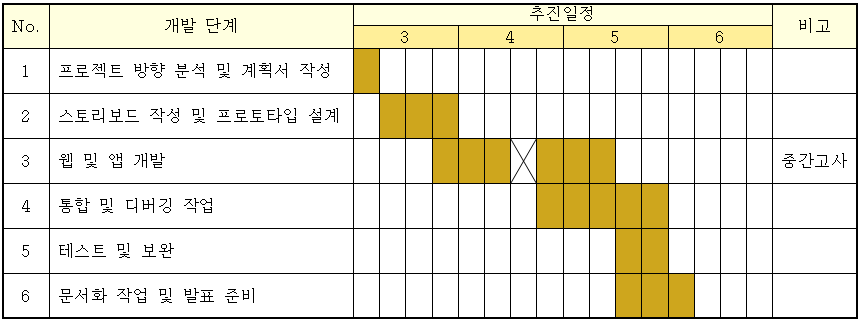 No. 개발 단계 추진일정 비고
3 4 5 6
1 프로젝트 방향 분석 및 계획서 작성
2 스토리보드 작성 및 프로토타입 설계
3 웹 및 앱 개발 중간고사
4 통합 및 디버깅 작업
5 테스트 및 보완
6 문서화 작업 및 발표 준비